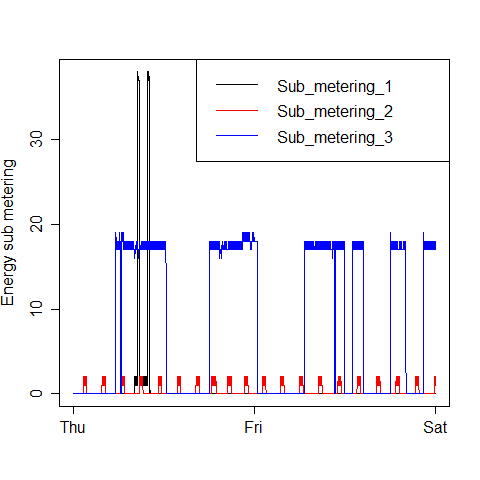 Sub_metering_1
Sub_metering_2
Sub_metering_3
Energy sub metering
30
20
10
0
Thu Fri Sat